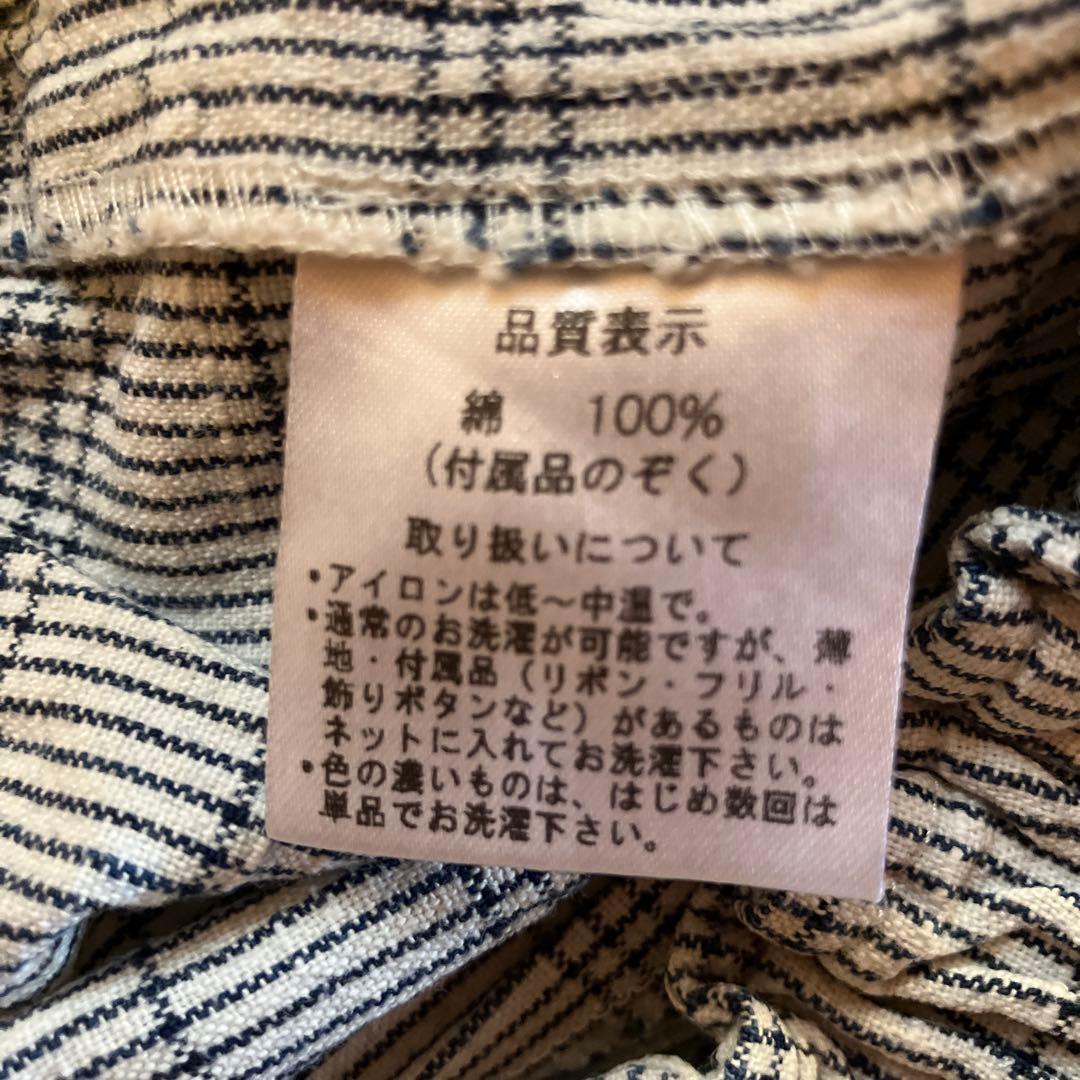 品質表示
綿 100%
（付属品のぞく）
取り扱いについて
・アイロンは低～中温で。
・通常のお洗濯が可能ですが、薄
地・付属品（リボン・フリル・
飾りボタンなど）があるものは
ネットに入れてお洗濯下さい。
・色の濃いものは、はじめ数回は
単品でお洗濯下さい。